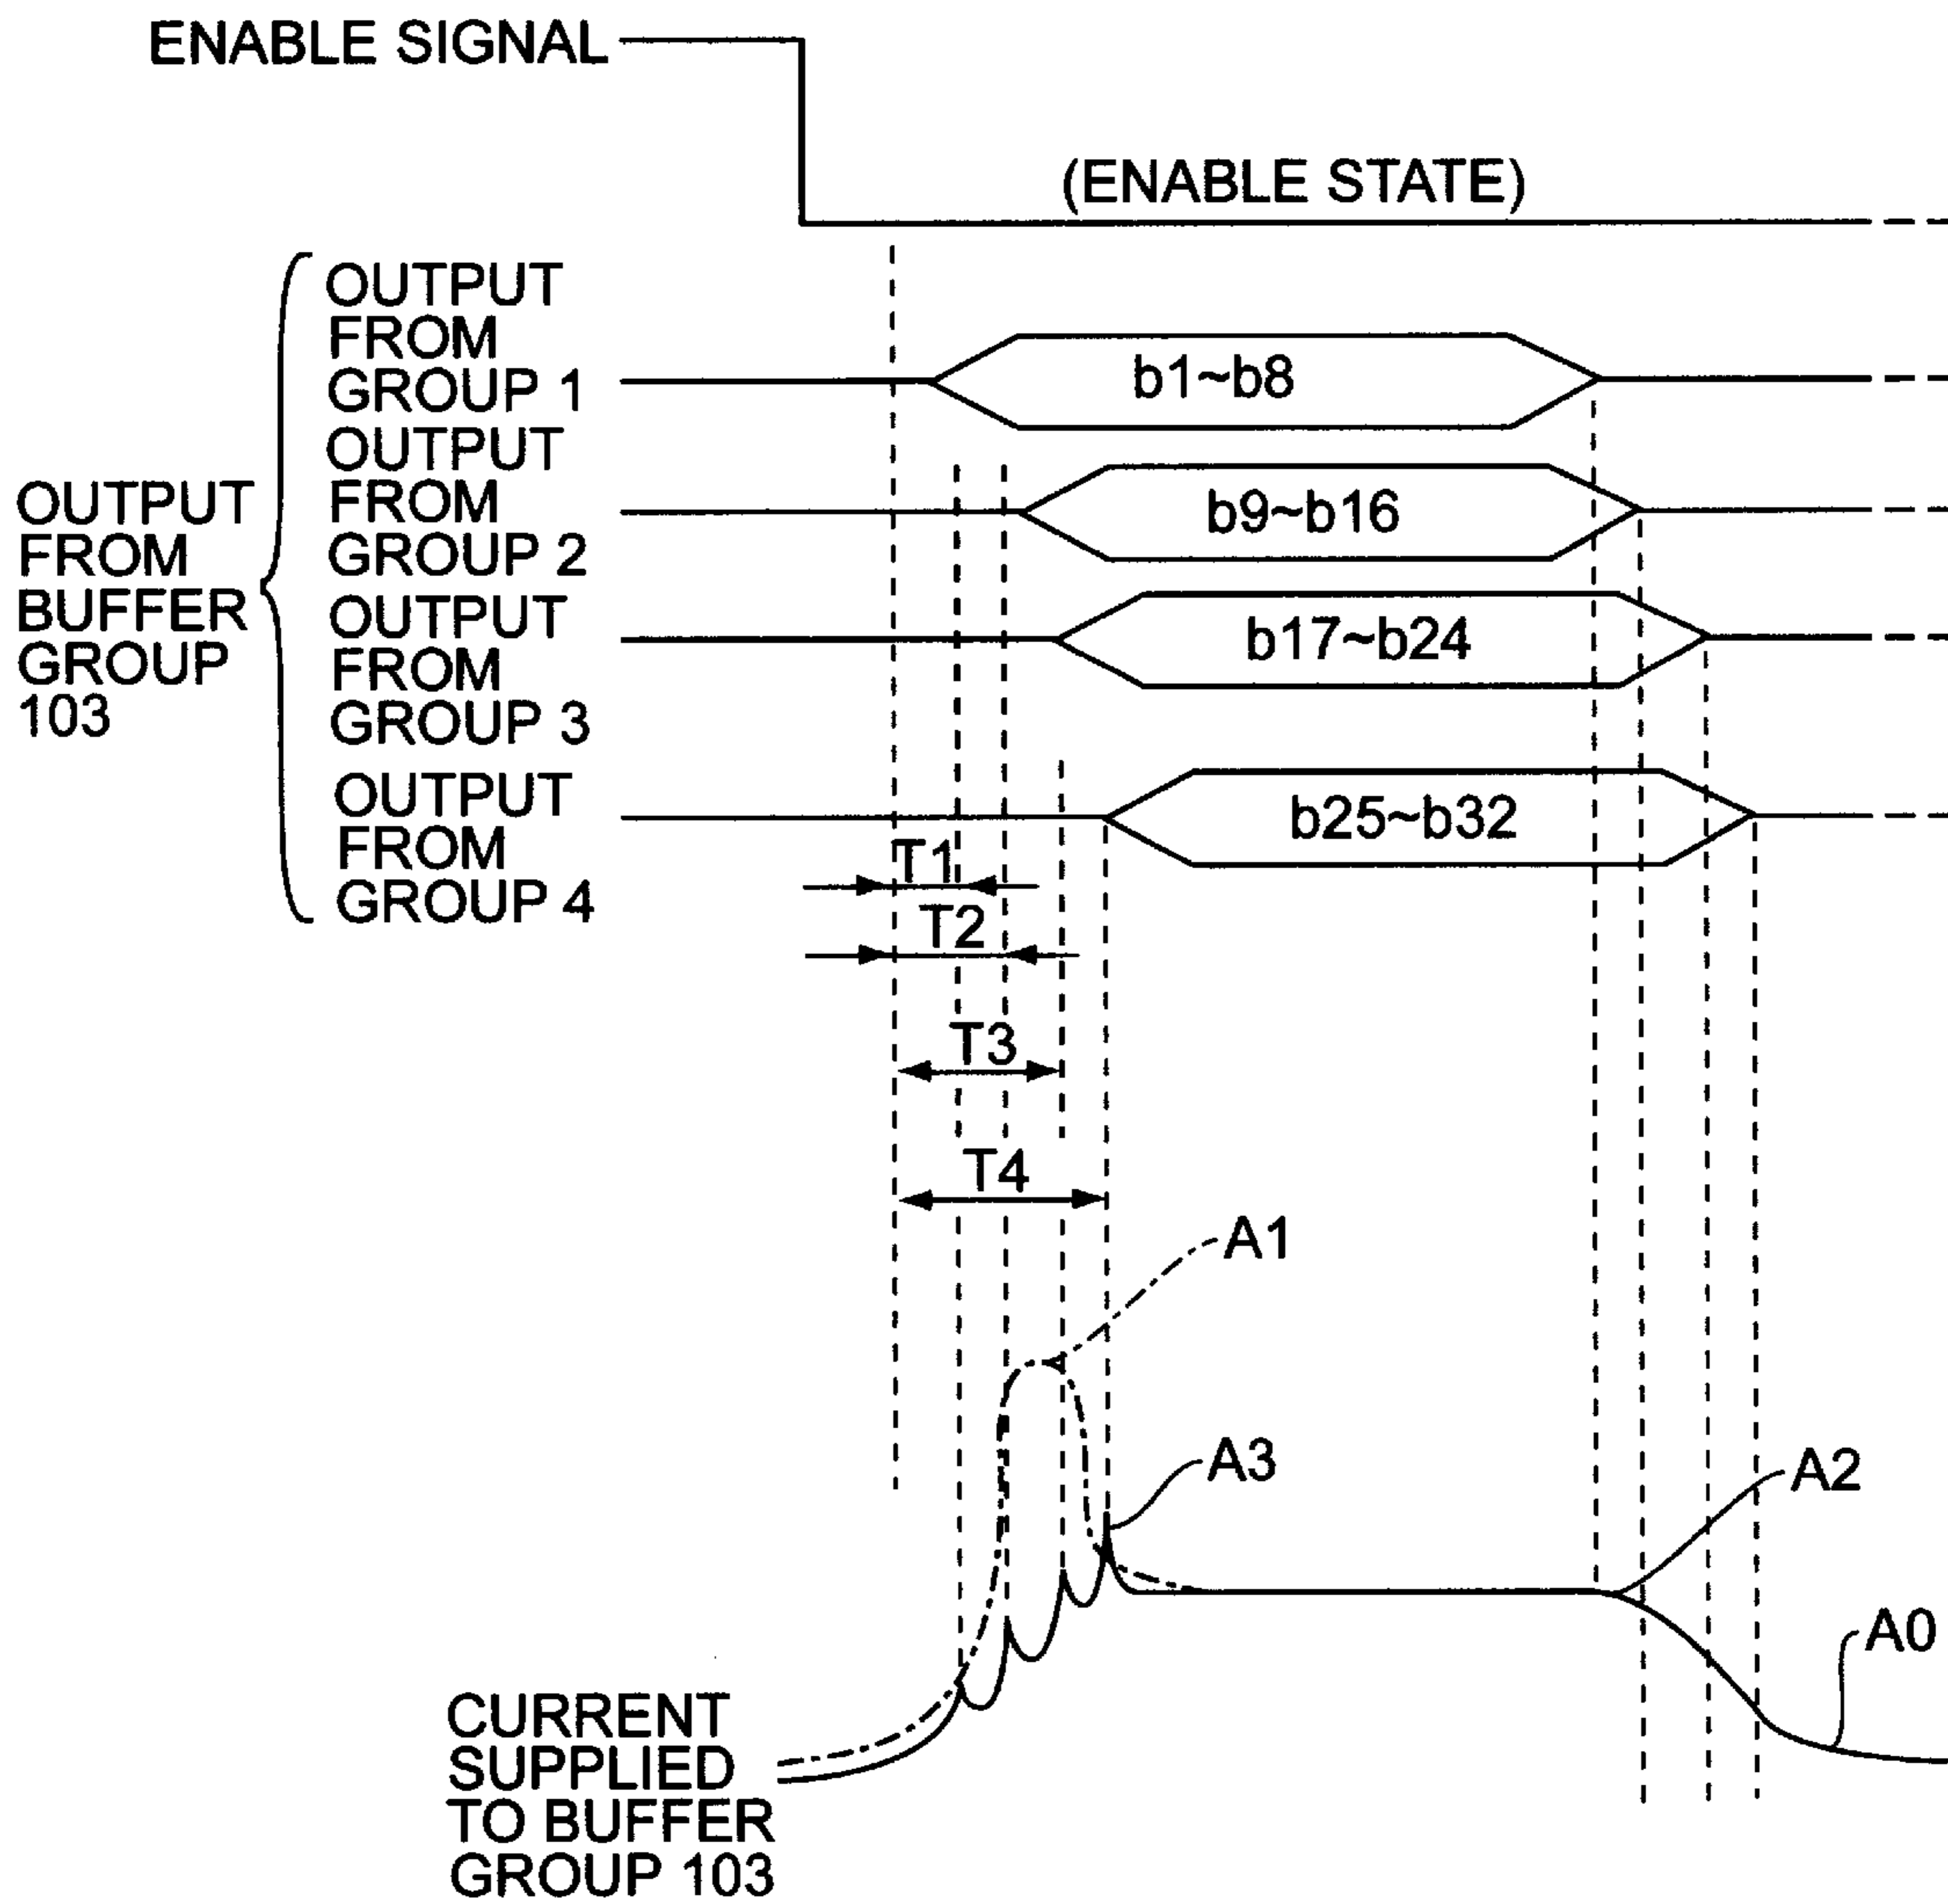 ENABLE SIGNAL
(ENABLE STATE)
OUTPUT
FROM
BUFFER
GROUP
103
OUTPUT
FROM
GROUP 1
b1~b8
OUTPUT
FROM
GROUP 2
b9~b16
OUTPUT
FROM
GROUP 3
b17~b24
OUTPUT
FROM
GROUP 4
b25~b32
T1
T2
T3
T4
A1
A3
A2
A0
CURRENT
SUPPLIED
TO BUFFER
GROUP 103